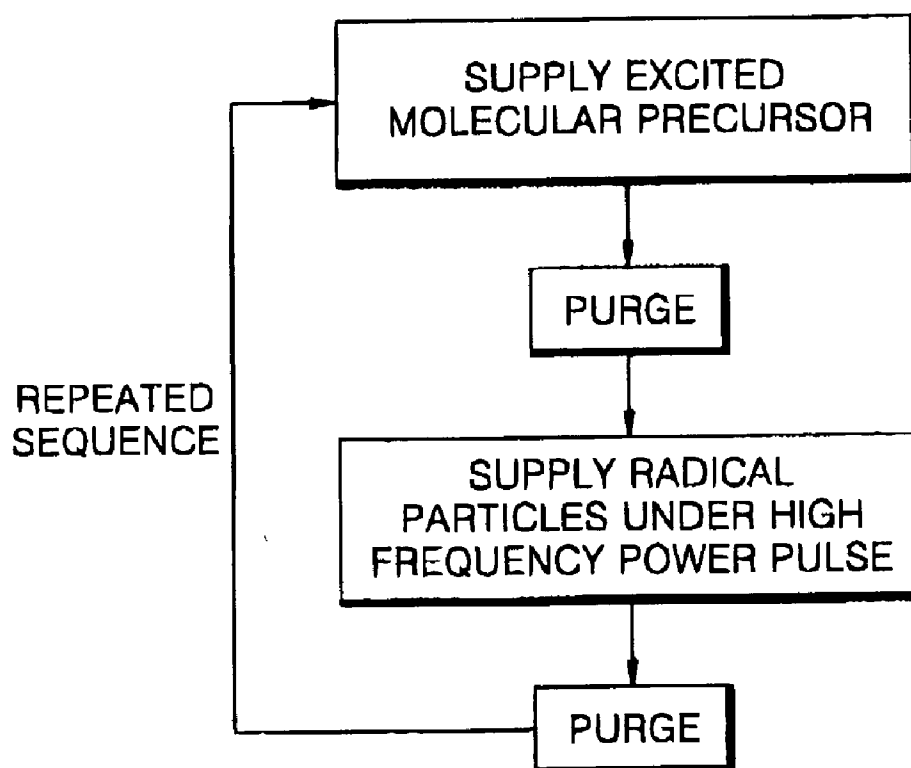 SUPPLY EXCITED
MOLECULAR PRECURSOR
PURGE
REPEATED
SEQUENCE
SUPPLY RADICAL
PARTICLES UNDER HIGH
FREQUENCY POWER PULSE
PURGE